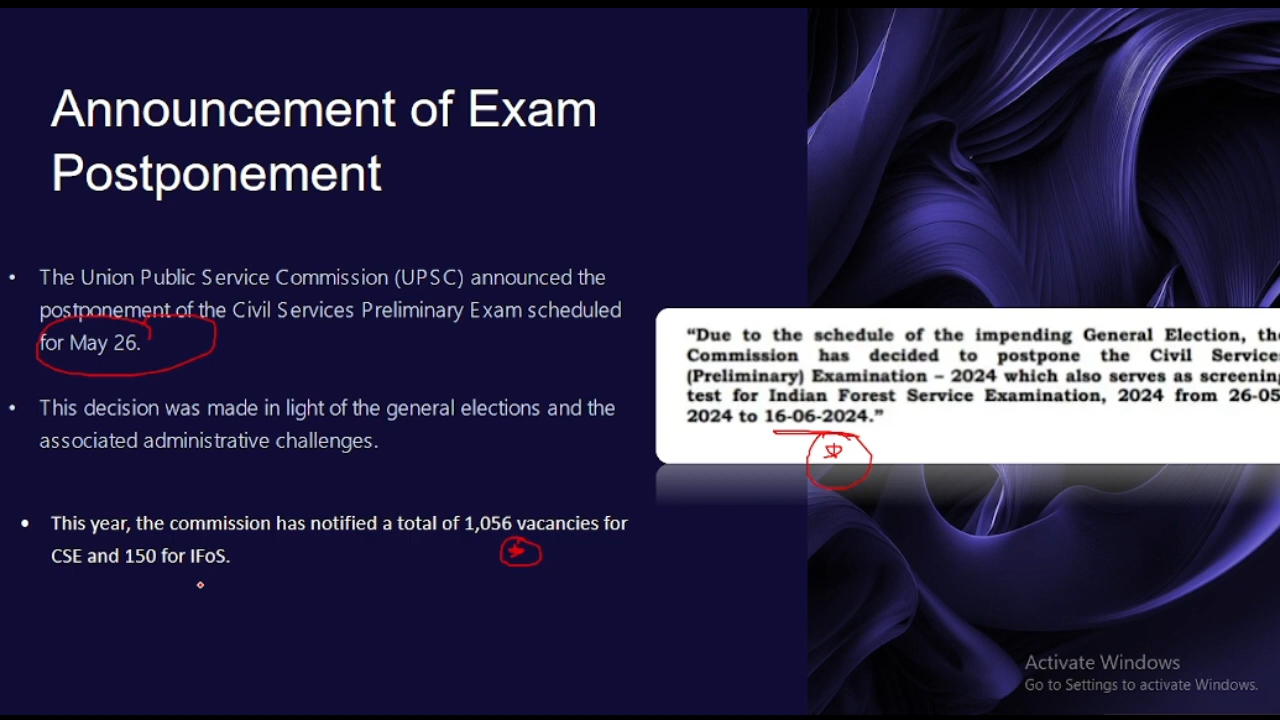 Announcement of Exam
Postponement
• The Union Public Service Commission (UPSC) announced the
postponement of the Civil Services Preliminary Exam scheduled
for May 26.
• This decision was made in light of the general elections and the
associated administrative challenges.
• This year, the commission has notified a total of 1,056 vacancies for
CSE and 150 for IFoS.
“Due to the schedule of the impending General Election, the
Commission has decided to postpone the Civil Services
(Preliminary) Examination – 2024 which also serves as screening
test for Indian Forest Service Examination, 2024 from 26-05
2024 to 16-06-2024.”
Activate Windows
Go to Settings to activate Windows.